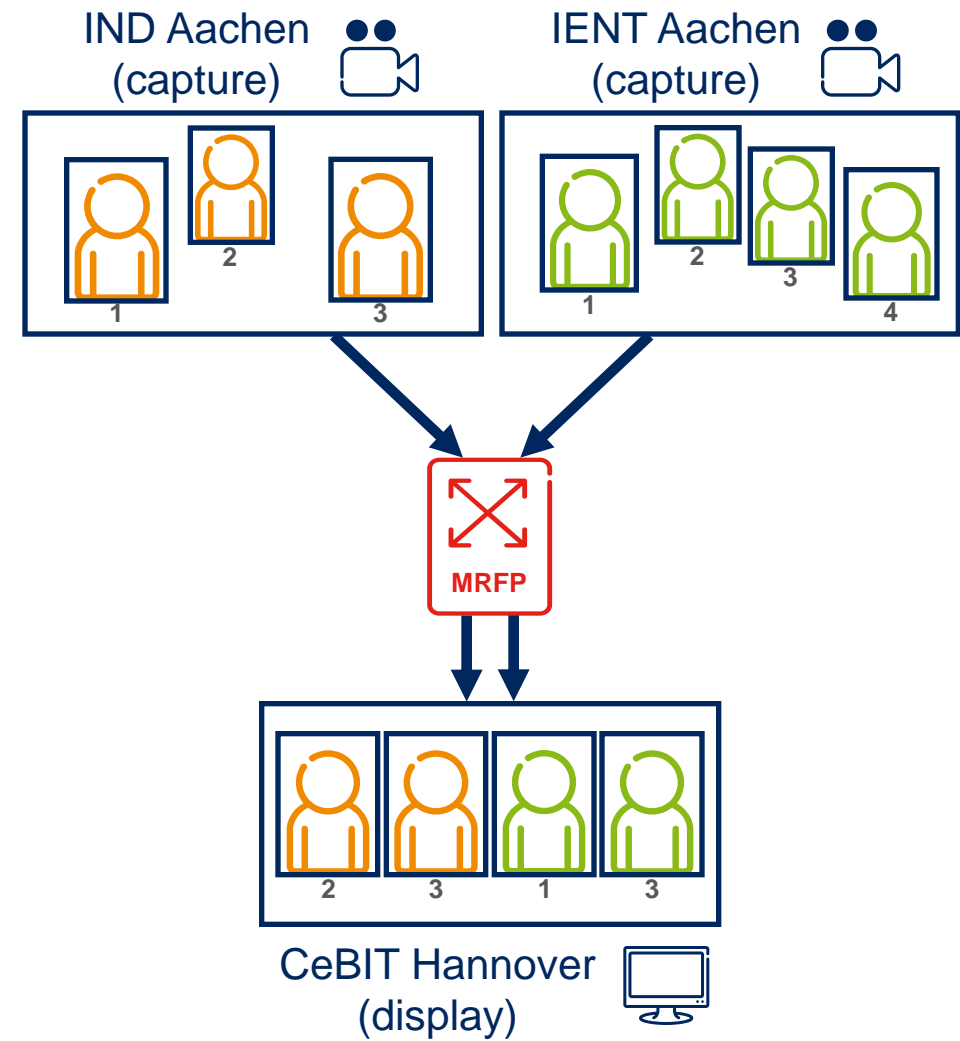 IND Aachen
(capture)
IENT Aachen
(capture)
1
2
3
1
2
3
4
MRFP
2
3
1
3
CeBIT Hannover
(display)